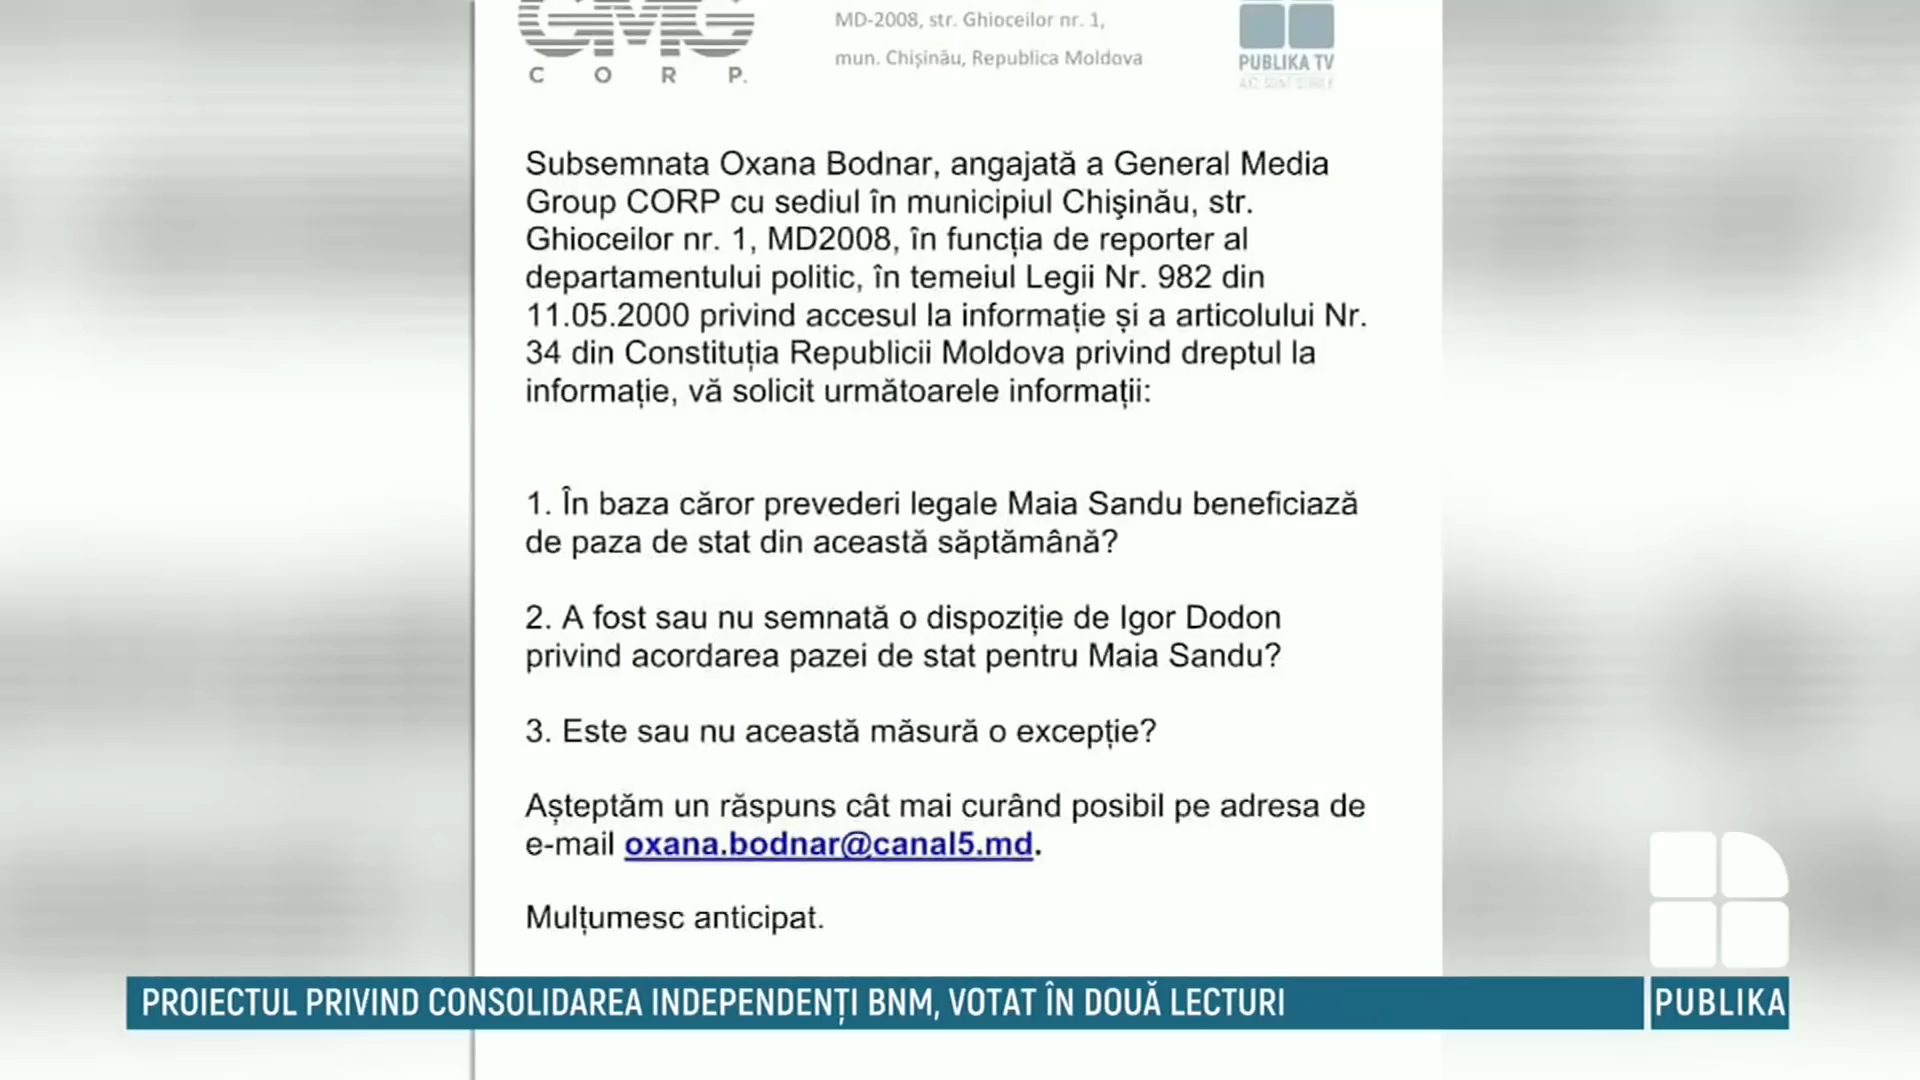 GMG
C O R P.
MD-2008, str. Ghioceilor nr. 1,
mun. Chișinău, Republica Moldova
PUBLIKA TV
AICI SUNT ȘTIRILE
Subsemnata Oxana Bodnar, angajată a General Media
Group CORP cu sediul în municipiul Chişinău, str.
Ghioceilor nr. 1, MD2008, în funcția de reporter al
departamentului politic, în temeiul Legii Nr. 982 din
11.05.2000 privind accesul la informație și a articolului Nr.
34 din Constituția Republicii Moldova privind dreptul la
informație, vă solicit următoarele informații:
1. În baza căror prevederi legale Maia Sandu beneficiază
de paza de stat din această săptămână?
2. A fost sau nu semnată o dispoziție de Igor Dodon
privind acordarea pazei de stat pentru Maia Sandu?
3. Este sau nu această măsură o excepție?
Așteptăm un răspuns cât mai curând posibil pe adresa de
e-mail oxana.bodnar@canal5.md.
Mulțumesc anticipat.
PROIECTUL PRIVIND CONSOLIDAREA INDEPENDENȚI BNM, VOTAT ÎN DOUĂ LECTURI
PUBLIKA